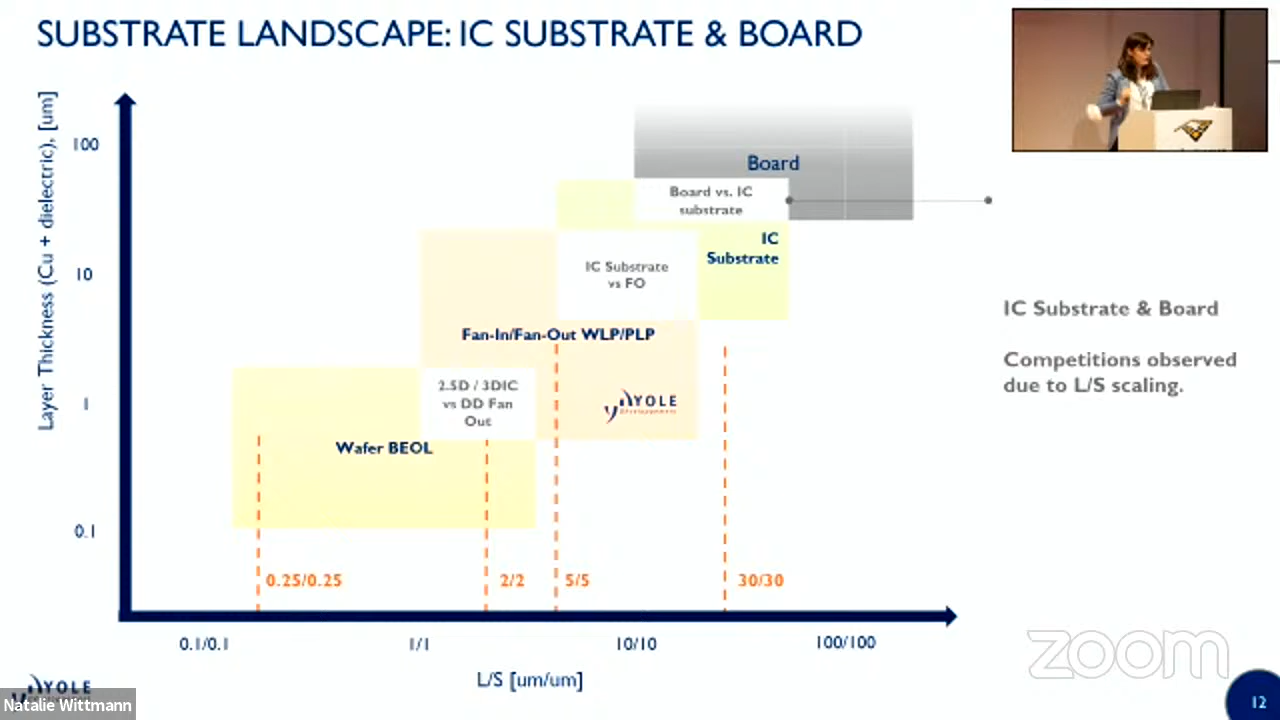 SUBSTRATE LANDSCAPE: IC SUBSTRATE & BOARD
Layer Thickness (Cu + dielectric), [um]
100
10
1
0.1
Board
Board vs. IC
substrate
IC
Substrate
IC Substrate
vs FO
Fan-In/Fan-Out WLP/PLP
2.5D / 3DIC
vs DD Fan
Out
YOLE
Développement
Wafer BEOL
0.25/0.25
2/2
5/5
30/30
0.1/0.1
1/1
10/10
100/100
L/S [um/um]
IC Substrate & Board
Competitions observed
due to L/S scaling.
zoom
YOLE
Natalie Wittmann
12